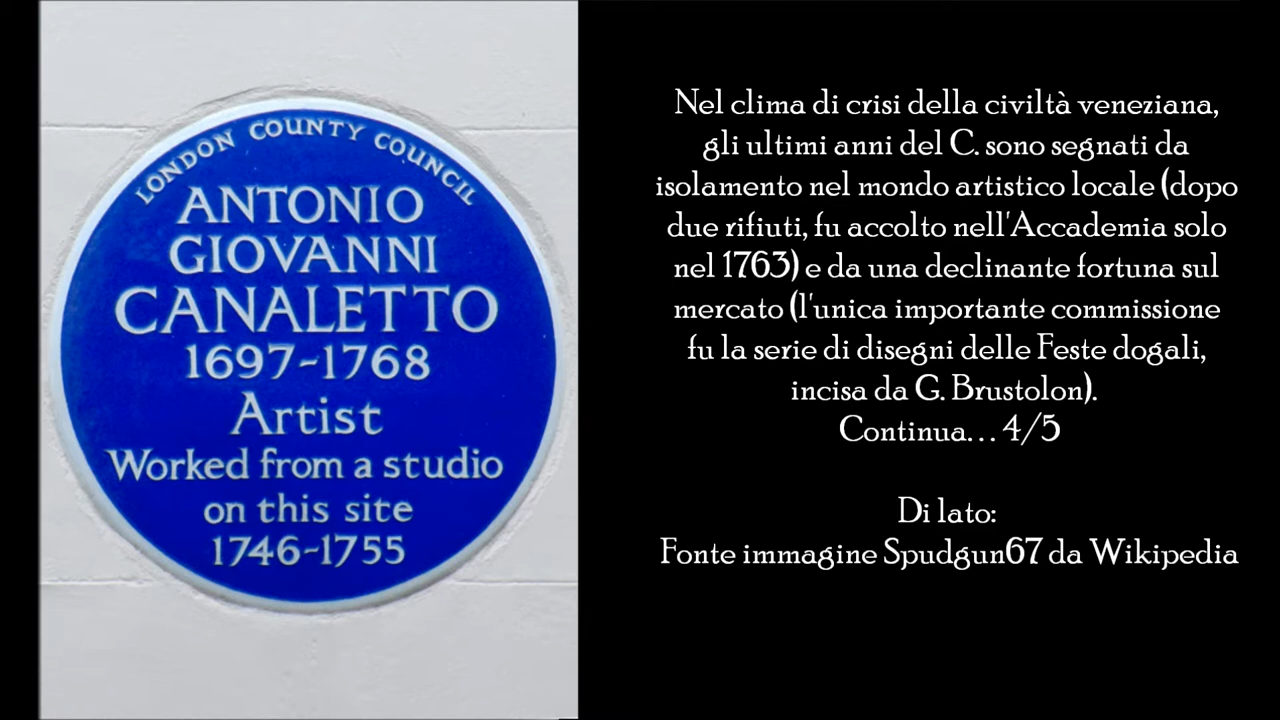 LONDON COUNTY COUNCIL
ANTONIO
GIOVANNI
CANALETTO
1697-1768
Artist
Worked from a studio
on this site
1746-1755
Nel clima di crisi della civiltà veneziana,
gli ultimi anni del C. sono segnati da
isolamento nel mondo artistico locale (dopo
due rifiuti, fu accolto nell'Accademia solo
nel 1763) e da una declinante fortuna sul
mercato (l'unica importante commissione
fu la serie di disegni delle Feste dogali,
incisa da G. Brustolon).
Continua... 4/5
Di lato:
Fonte immagine Spudgun67 da Wikipedia